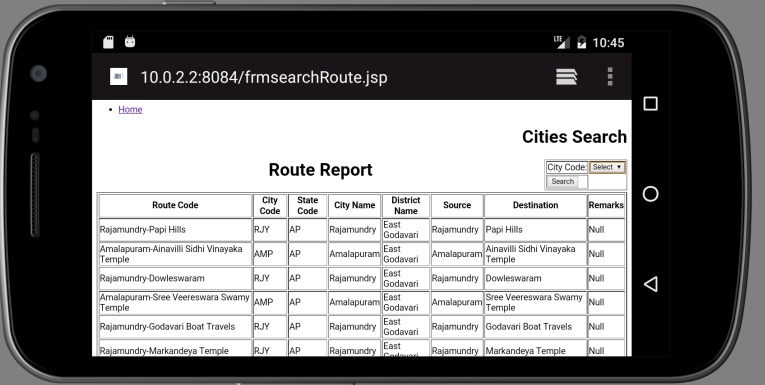 LTE 10:45
10.0.2.2:8084/frmsearchRoute.jsp
Home
Cities Search
Route Report
City Code: Select
Search
Route Code City Code State Code City Name District Name Source Destination Remarks
Rajamundry-Papi Hills RJY AP Rajamundry East Godavari Rajamundry Papi Hills Null
Amalapuram-Ainavilli Sidhi Vinayaka Temple AMP AP Amalapuram East Godavari Amalapuram Ainavilli Sidhi Vinayaka Temple Null
Rajamundry-Dowleswaram RJY AP Rajamundry East Godavari Rajamundry Dowleswaram Null
Amalapuram-Sree Veereswara Swamy Temple AMP AP Amalapuram East Godavari Amalapuram Sree Veereswara Swamy Temple Null
Rajamundry-Godavari Boat Travels RJY AP Rajamundry East Godavari Rajamundry Godavari Boat Travels Null
Rajamundry-Markandeya Temple RJY AP Rajamundry East Godavari Rajamundry Markandeya Temple Null